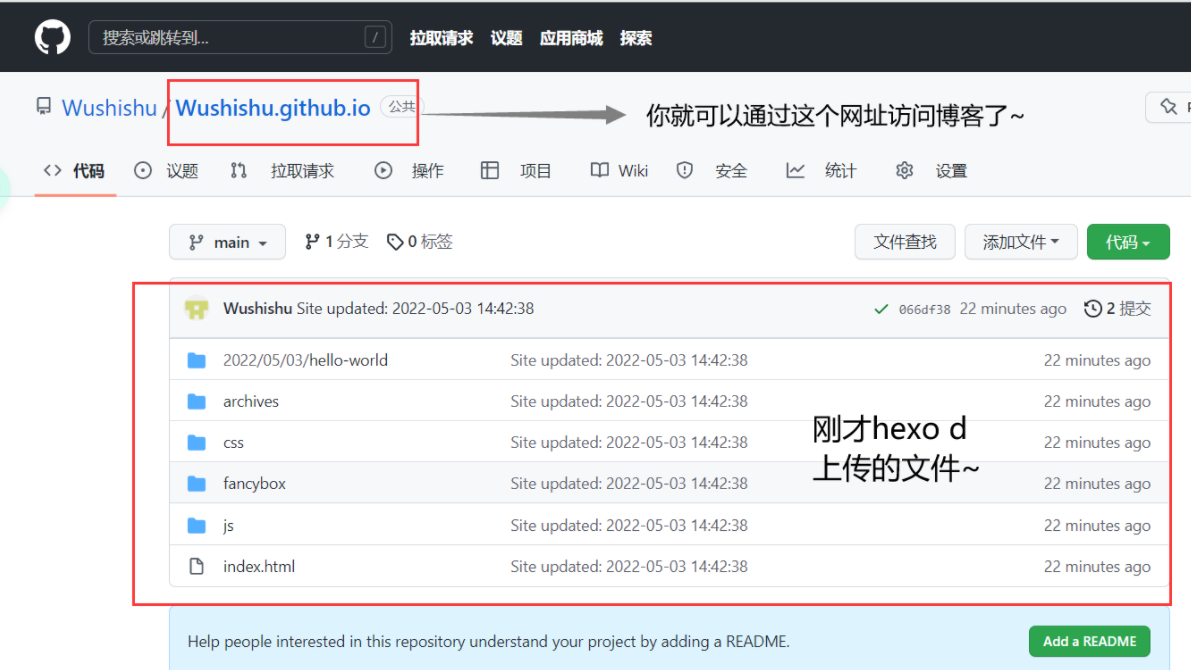 搜索或跳转到... / 拉取请求 议题 应用商城 探索
Wushishu / Wushishu.github.io 公共 你就可以通过这个网址访问博客了~
<> 代码 议题 拉取请求 操作 项目 Wiki 安全 统计 设置
main 1 分支 0 标签 文件查找 添加文件 代码
Wushishu Site updated: 2022-05-03 14:42:38 066df38 22 minutes ago 2 提交
2022/05/03/hello-world Site updated: 2022-05-03 14:42:38 22 minutes ago
archives Site updated: 2022-05-03 14:42:38 22 minutes ago
刚才hexo d
css Site updated: 2022-05-03 14:42:38 22 minutes ago
上传的文件~
fancybox Site updated: 2022-05-03 14:42:38 22 minutes ago
js Site updated: 2022-05-03 14:42:38 22 minutes ago
index.html Site updated: 2022-05-03 14:42:38 22 minutes ago
Help people interested in this repository understand your project by adding a README. Add a README